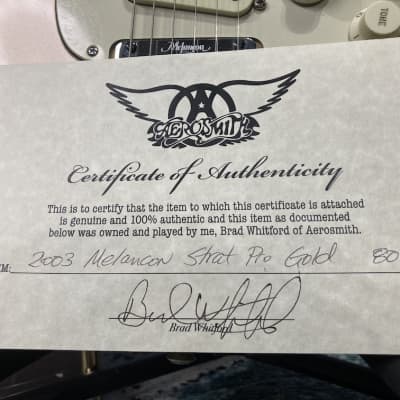 Melancon
TONE
AEROSMITH
Certificate of Authenticity
This is to certify that the item to which this certificate is attached
is genuine and 100% authentic and this item as documented
below was owned and played by me, Brad Whitford of Aerosmith.
2003 Melancon Strat Pro Gold 80
Brad Whitford